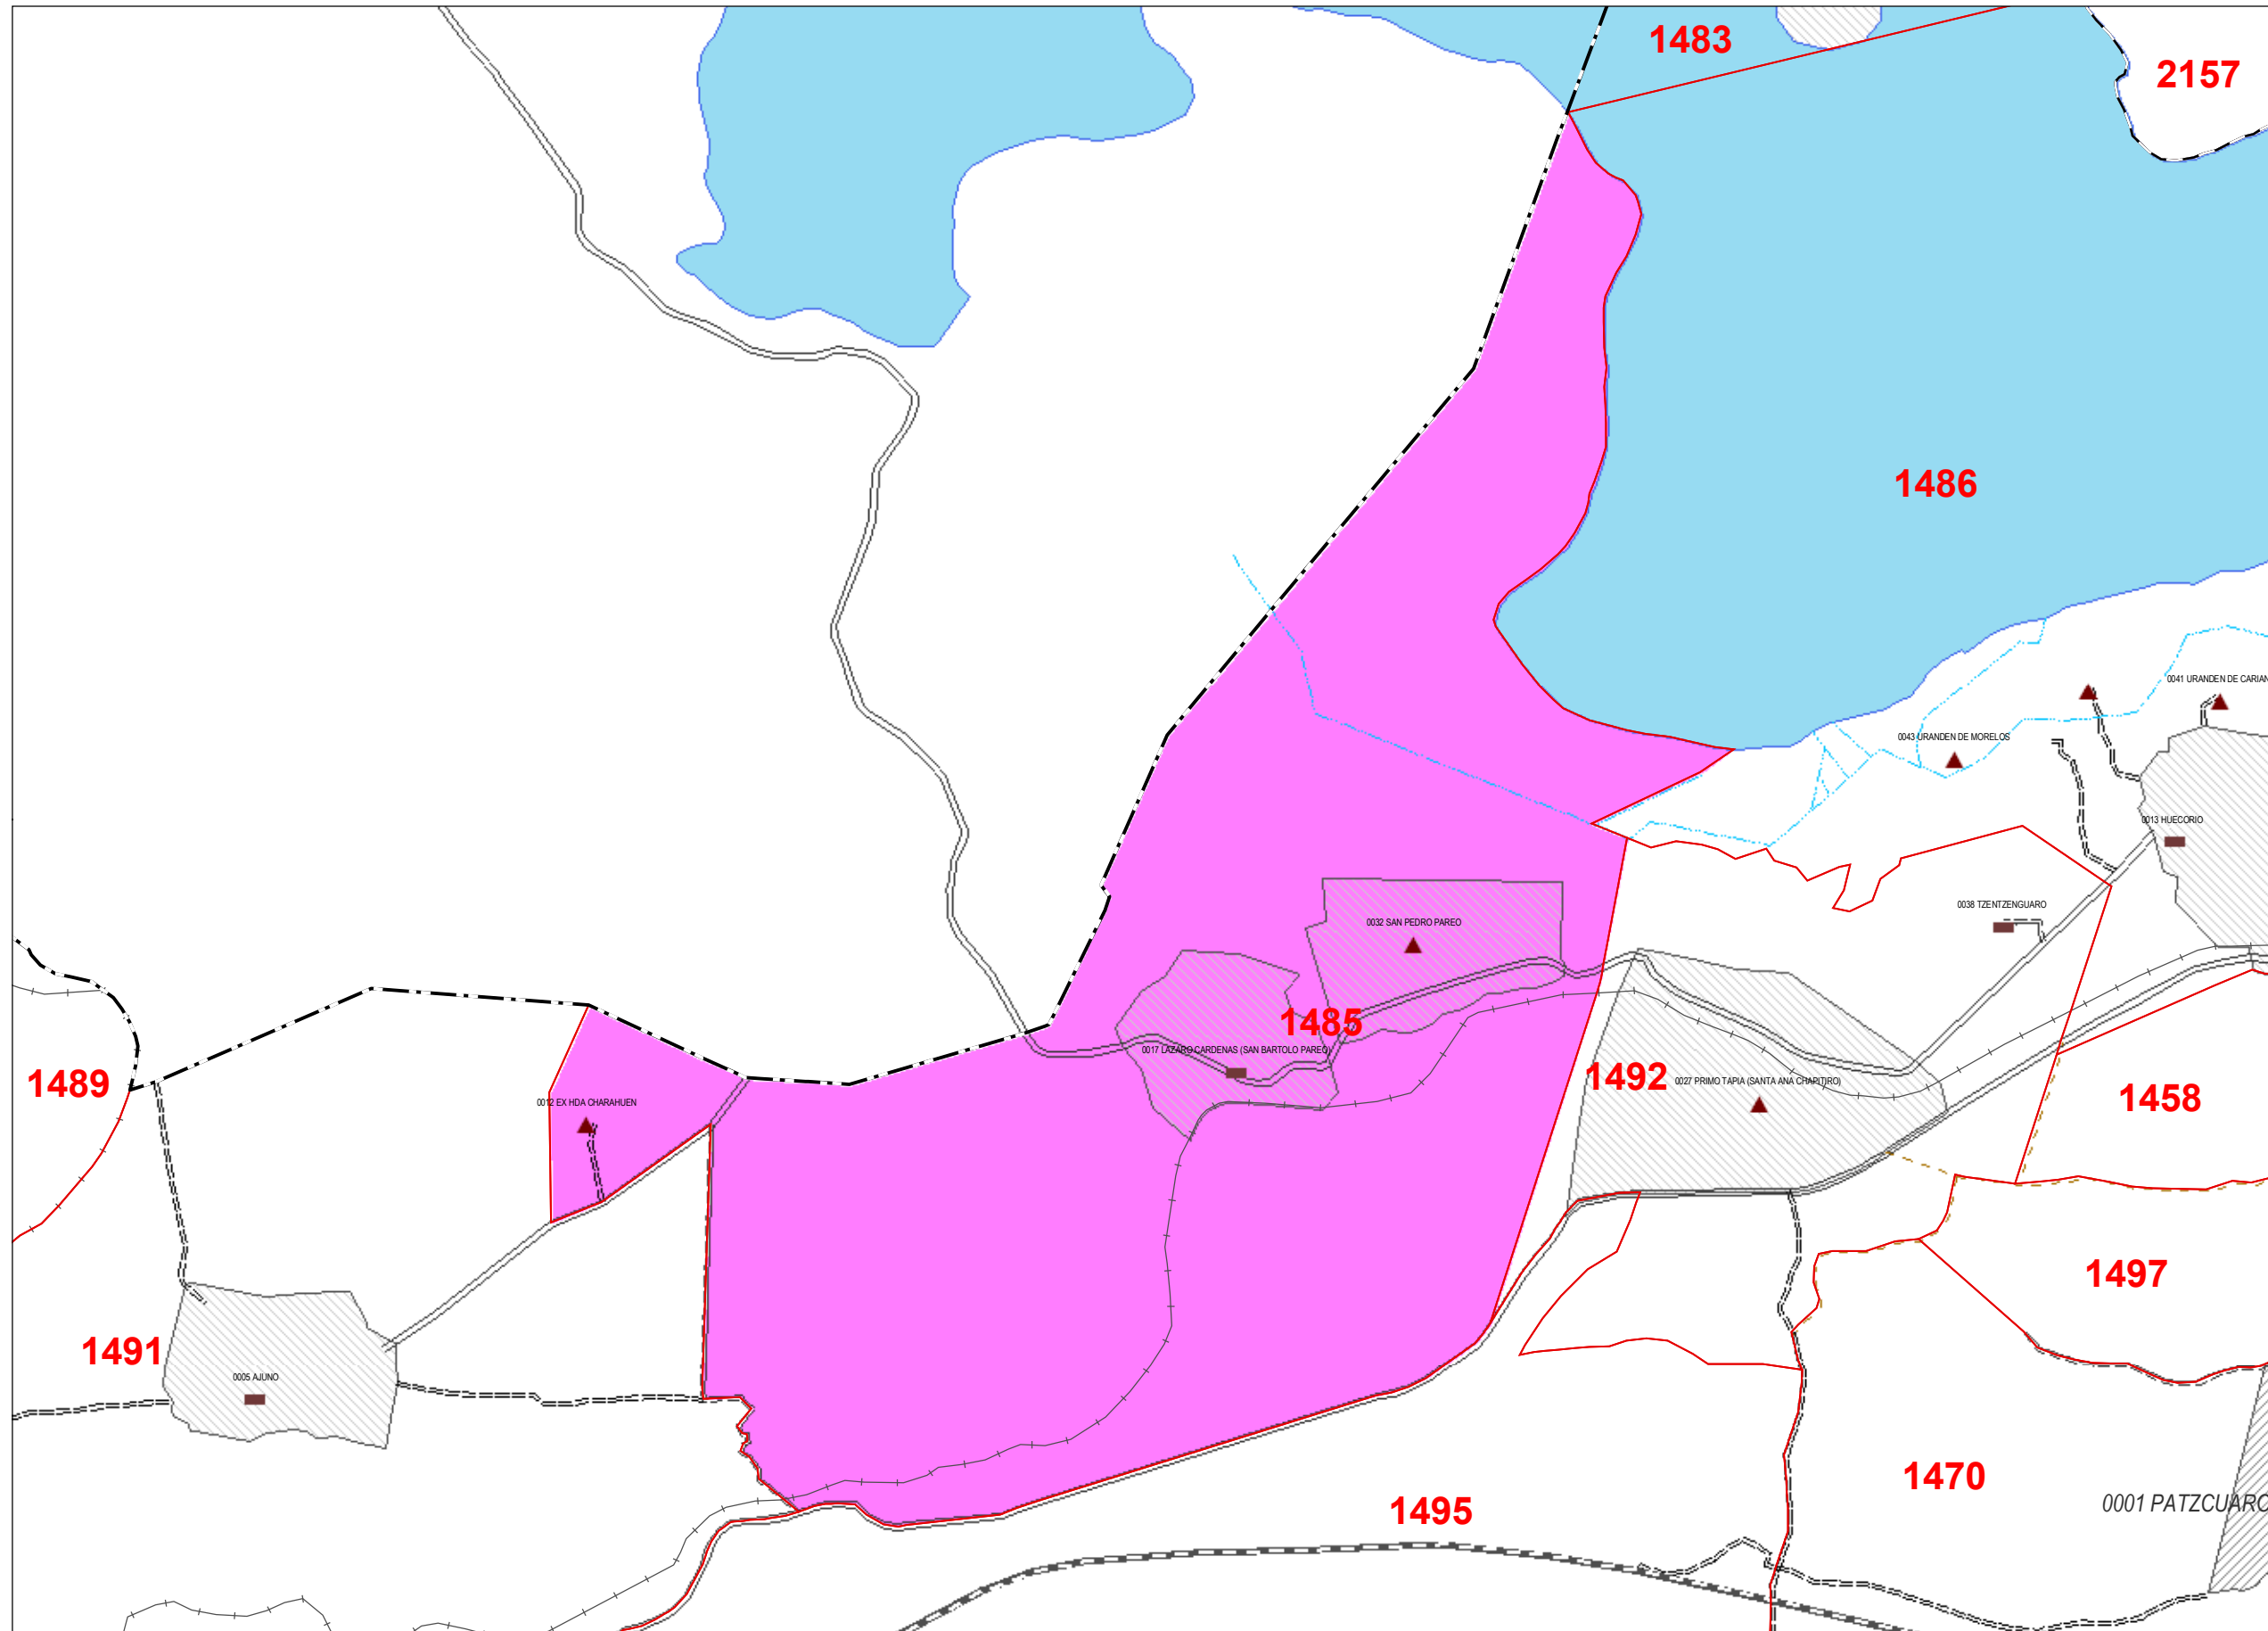 1483
2157
1486
0041 URANDEN DE CARIAN
0043 URANDEN DE MORELOS
0013 HUECORIO
0038 TZENTZENGUARO
0032 SAN PEDRO PAREO
1485
0017 LAZARO CARDENAS (SAN BARTOLO PAREO)
1489
0012 EX HDA CHARAHUEN
1492
0027 PRIMO TAPIA (SANTA ANA CHAPITIRO)
1458
1497
1491
0005 AJUNO
1470
0001 PATZCUARO
1495